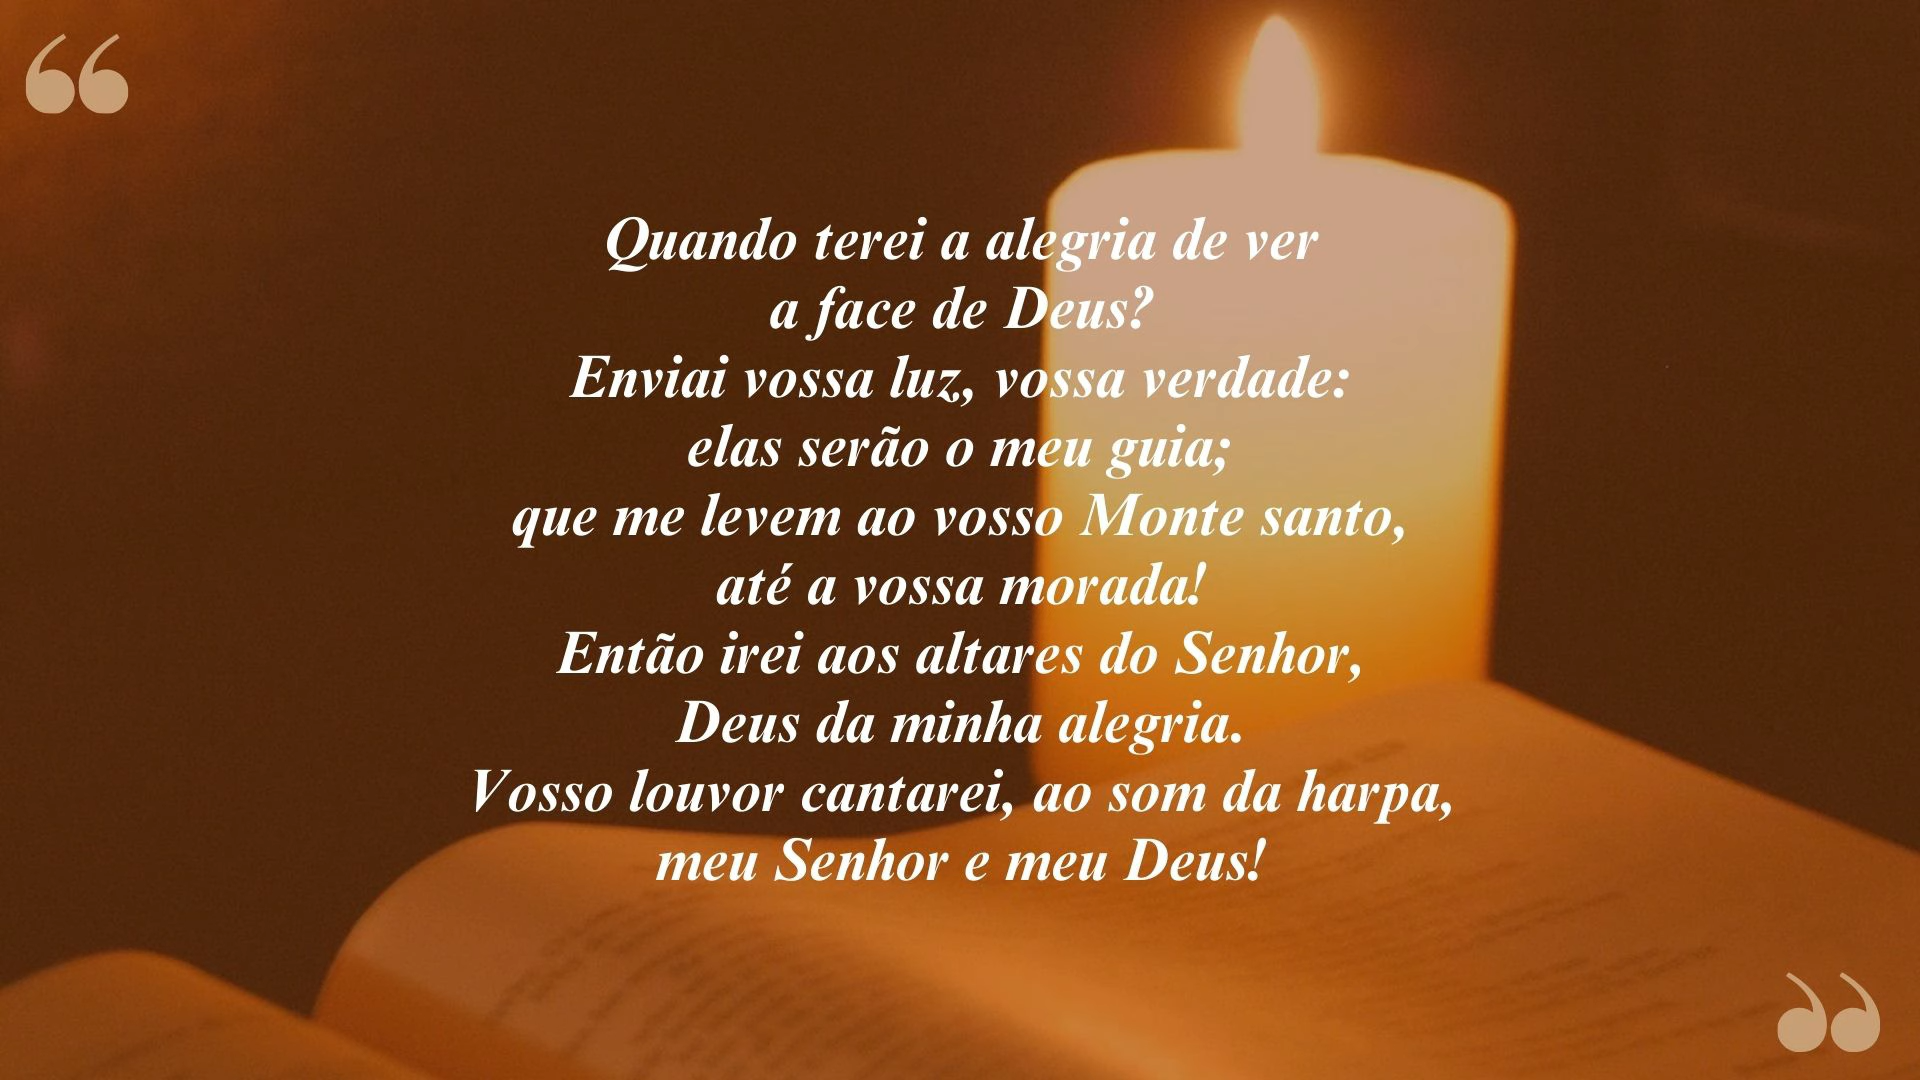 Quando terei a alegria de ver
a face de Deus?
Enviai vossa luz, vossa verdade:
elas serão o meu guia;
que me levem ao vosso Monte santo,
até a vossa morada!
Então irei aos altares do Senhor,
Deus da minha alegria.
Vosso louvor cantarei, ao som da harpa,
meu Senhor e meu Deus!